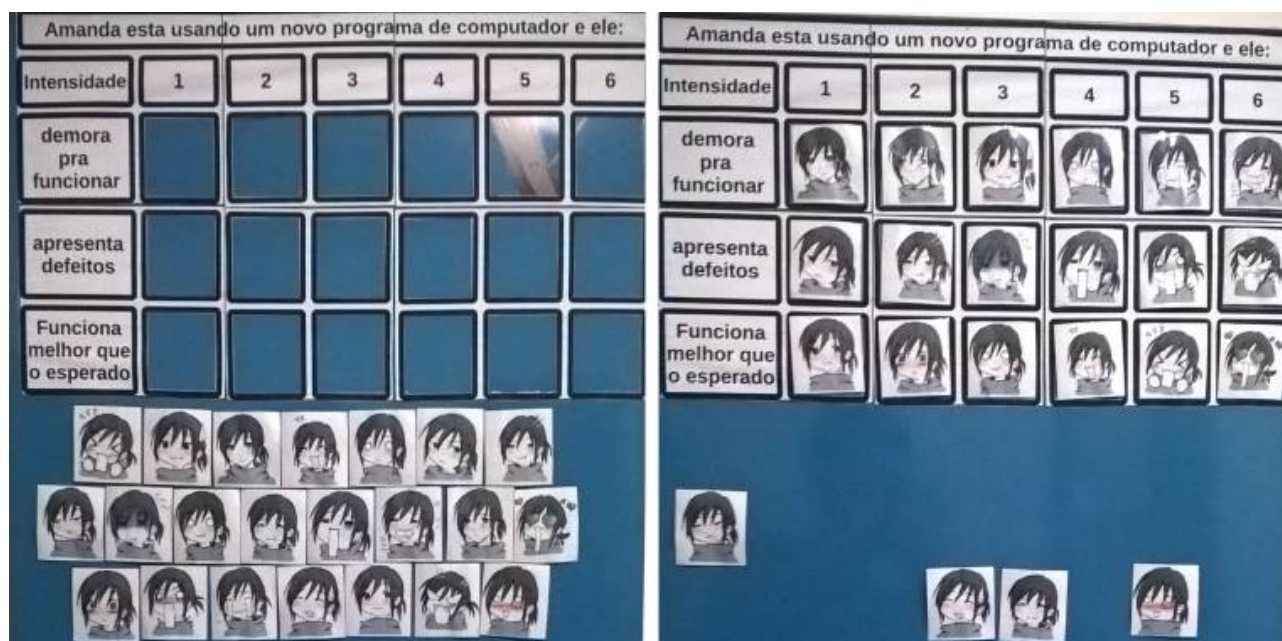 Amanda esta usando um novo programa de computador e ele:
Intensidade 1 2 3 4 5 6
demora
pra
funcionar
apresenta
defeitos
Funciona
melhor que
o esperado
Amanda esta usando um novo programa de computador e ele:
Intensidade 1 2 3 4 5 6
demora
pra
funcionar
apresenta
defeitos
Funciona
melhor que
o esperado